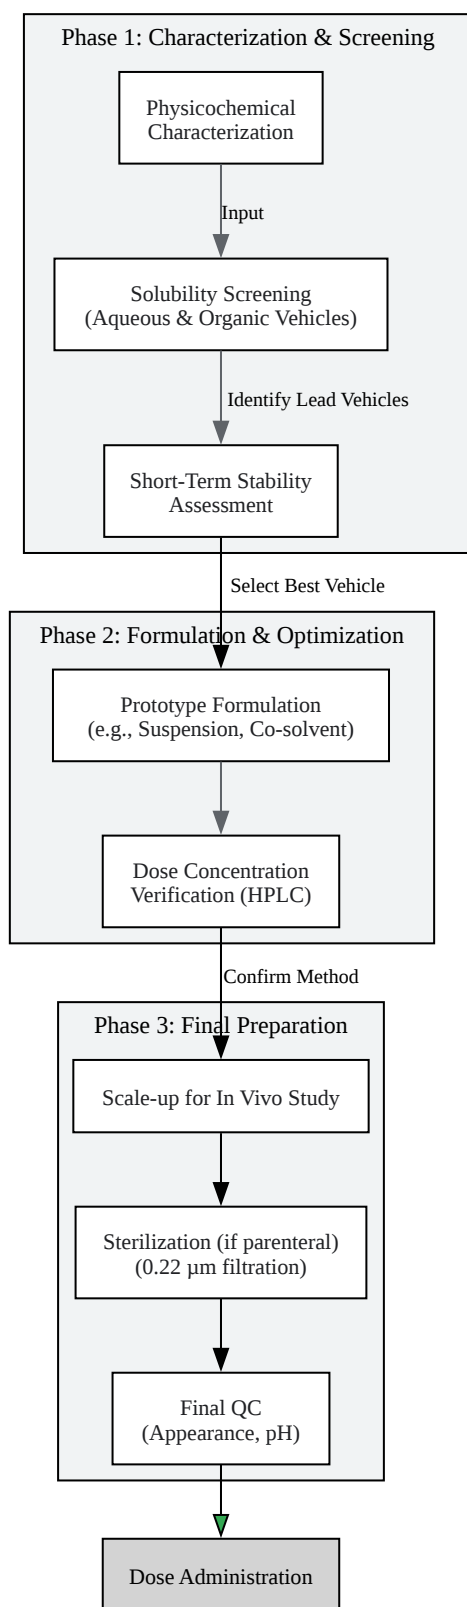 Phase 1: Characterization & Screening
Physicochemical
Characterization
Input
Solubility Screening
(Aqueous & Organic Vehicles)
Identify Lead Vehicles
Short-Term Stability
Assessment
Select Best Vehicle
Phase 2: Formulation & Optimization
Prototype Formulation
(e.g., Suspension, Co-solvent)
Dose Concentration
Verification (HPLC)
Confirm Method
Phase 3: Final Preparation
Scale-up for In Vivo Study
Sterilization (if parenteral)
(0.22 µm filtration)
Final QC
(Appearance, pH)
Dose Administration